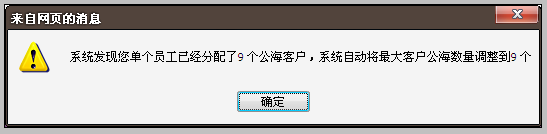 来自网页的消息
系统发现您单个员工已经分配了9个公海客户，系统自动将最大客户公海数量调整到9个
确定